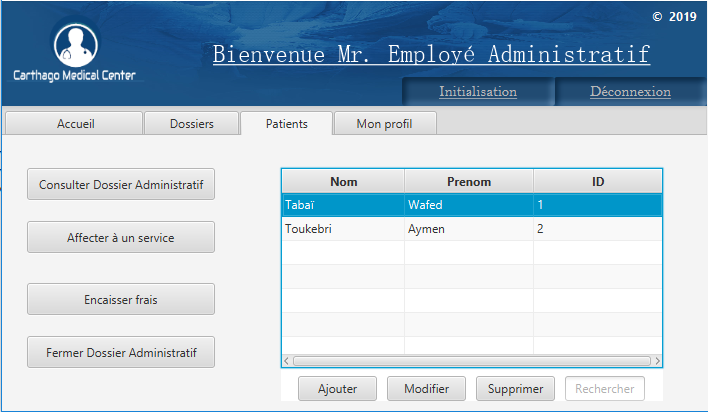 © 2019
Bienvenue Mr. Employé Administratif
Carthago Medical Center
Initialisation Déconnexion
Accueil Dossiers Patients Mon profil
Consulter Dossier Administratif
Affecter à un service
Encaisser frais
Fermer Dossier Administratif
Nom Prenom ID
Tabaï Wafed 1
Toukebri Aymen 2
Ajouter Modifier Supprimer Rechercher